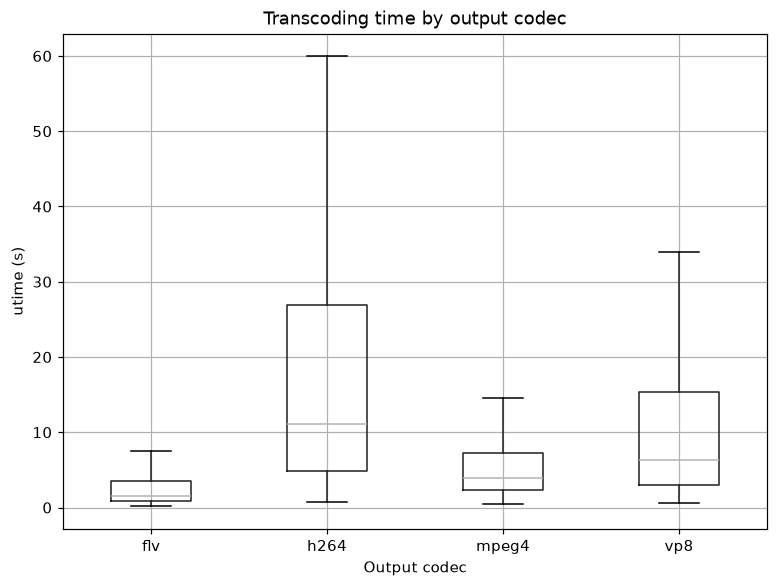 Transcoding time by output codec
60
50
40
30
20
10
0
utime (s)
flv
h264
mpeg4
vp8
Output codec